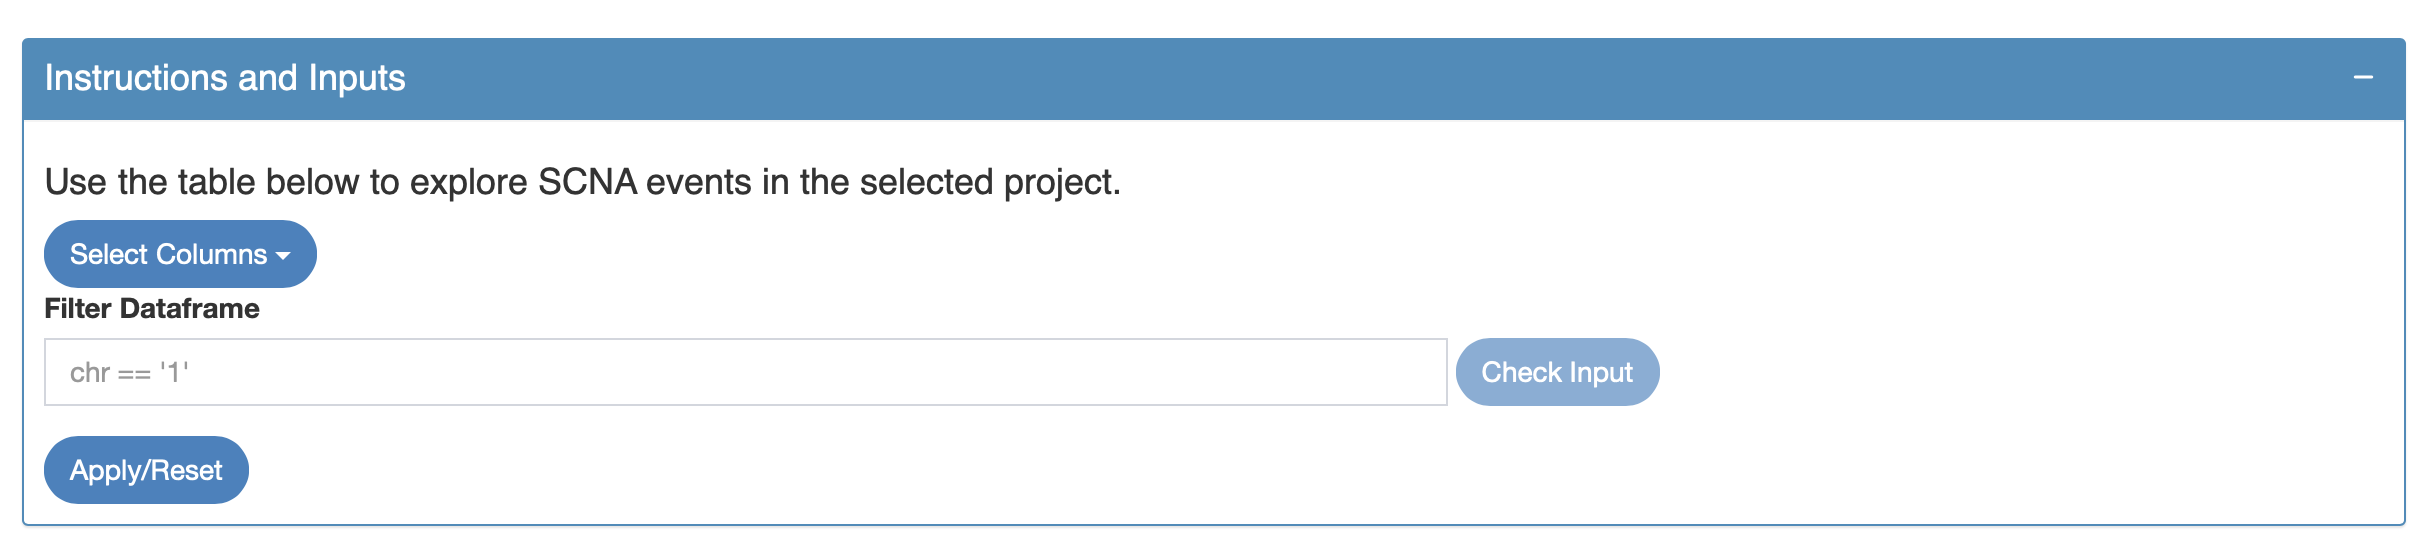 Instructions and Inputs
Use the table below to explore SCNA events in the selected project.
Select Columns
Filter Dataframe
chr == '1'
Check Input
Apply/Reset